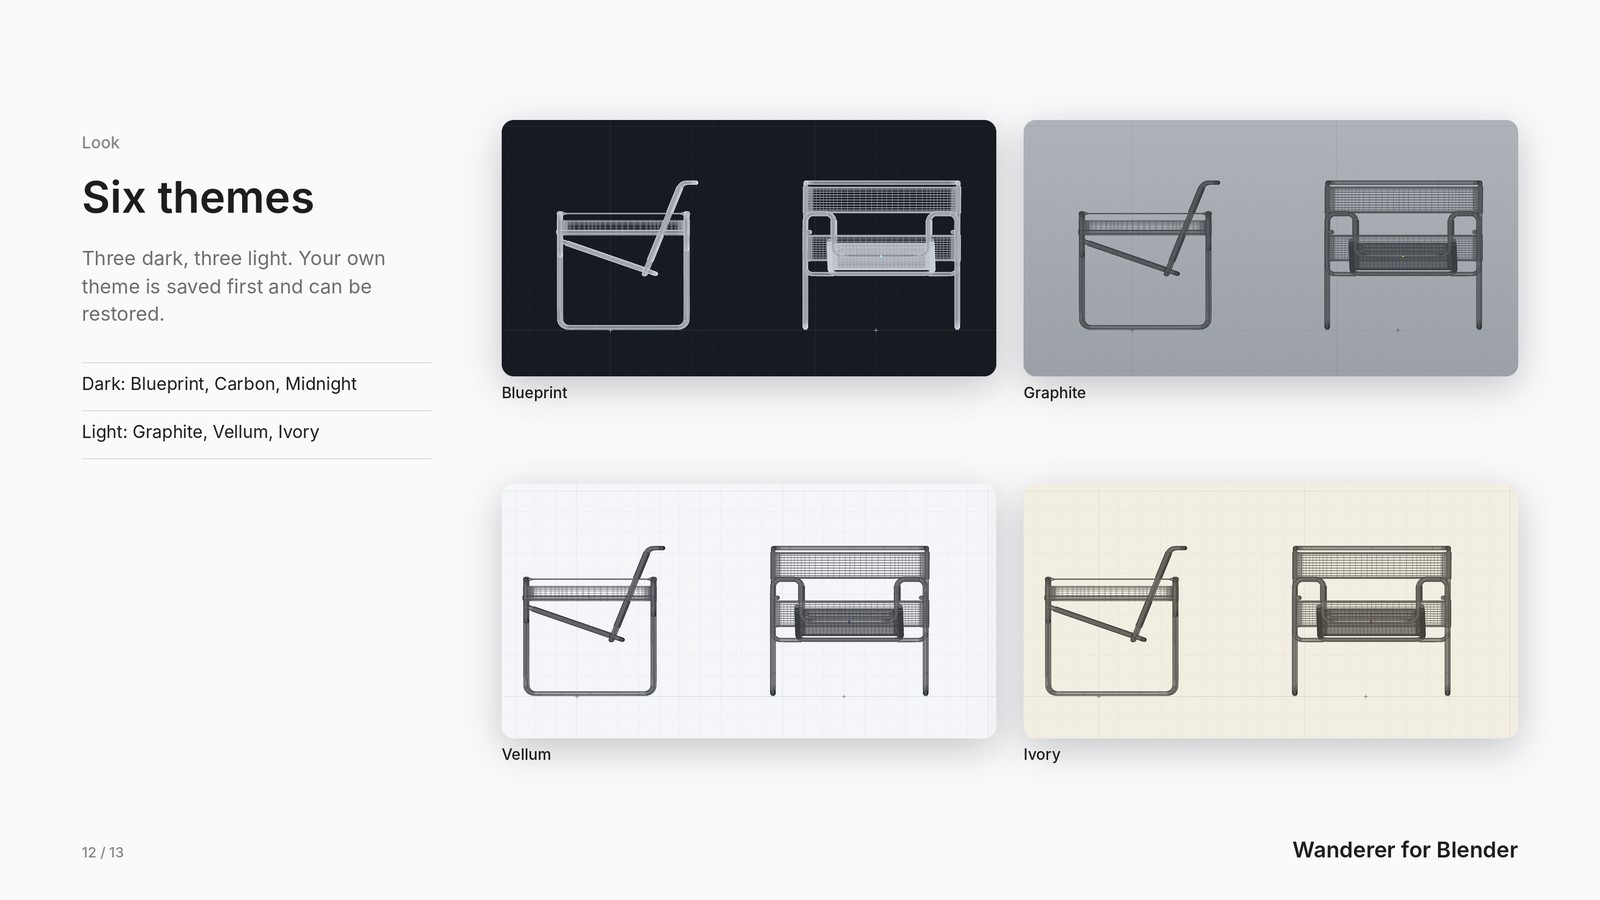 Look
Six themes
Three dark, three light. Your own
theme is saved first and can be
restored.
Dark: Blueprint, Carbon, Midnight
Light: Graphite, Vellum, Ivory
Blueprint
Graphite
Vellum
Ivory
12 / 13
Wanderer for Blender